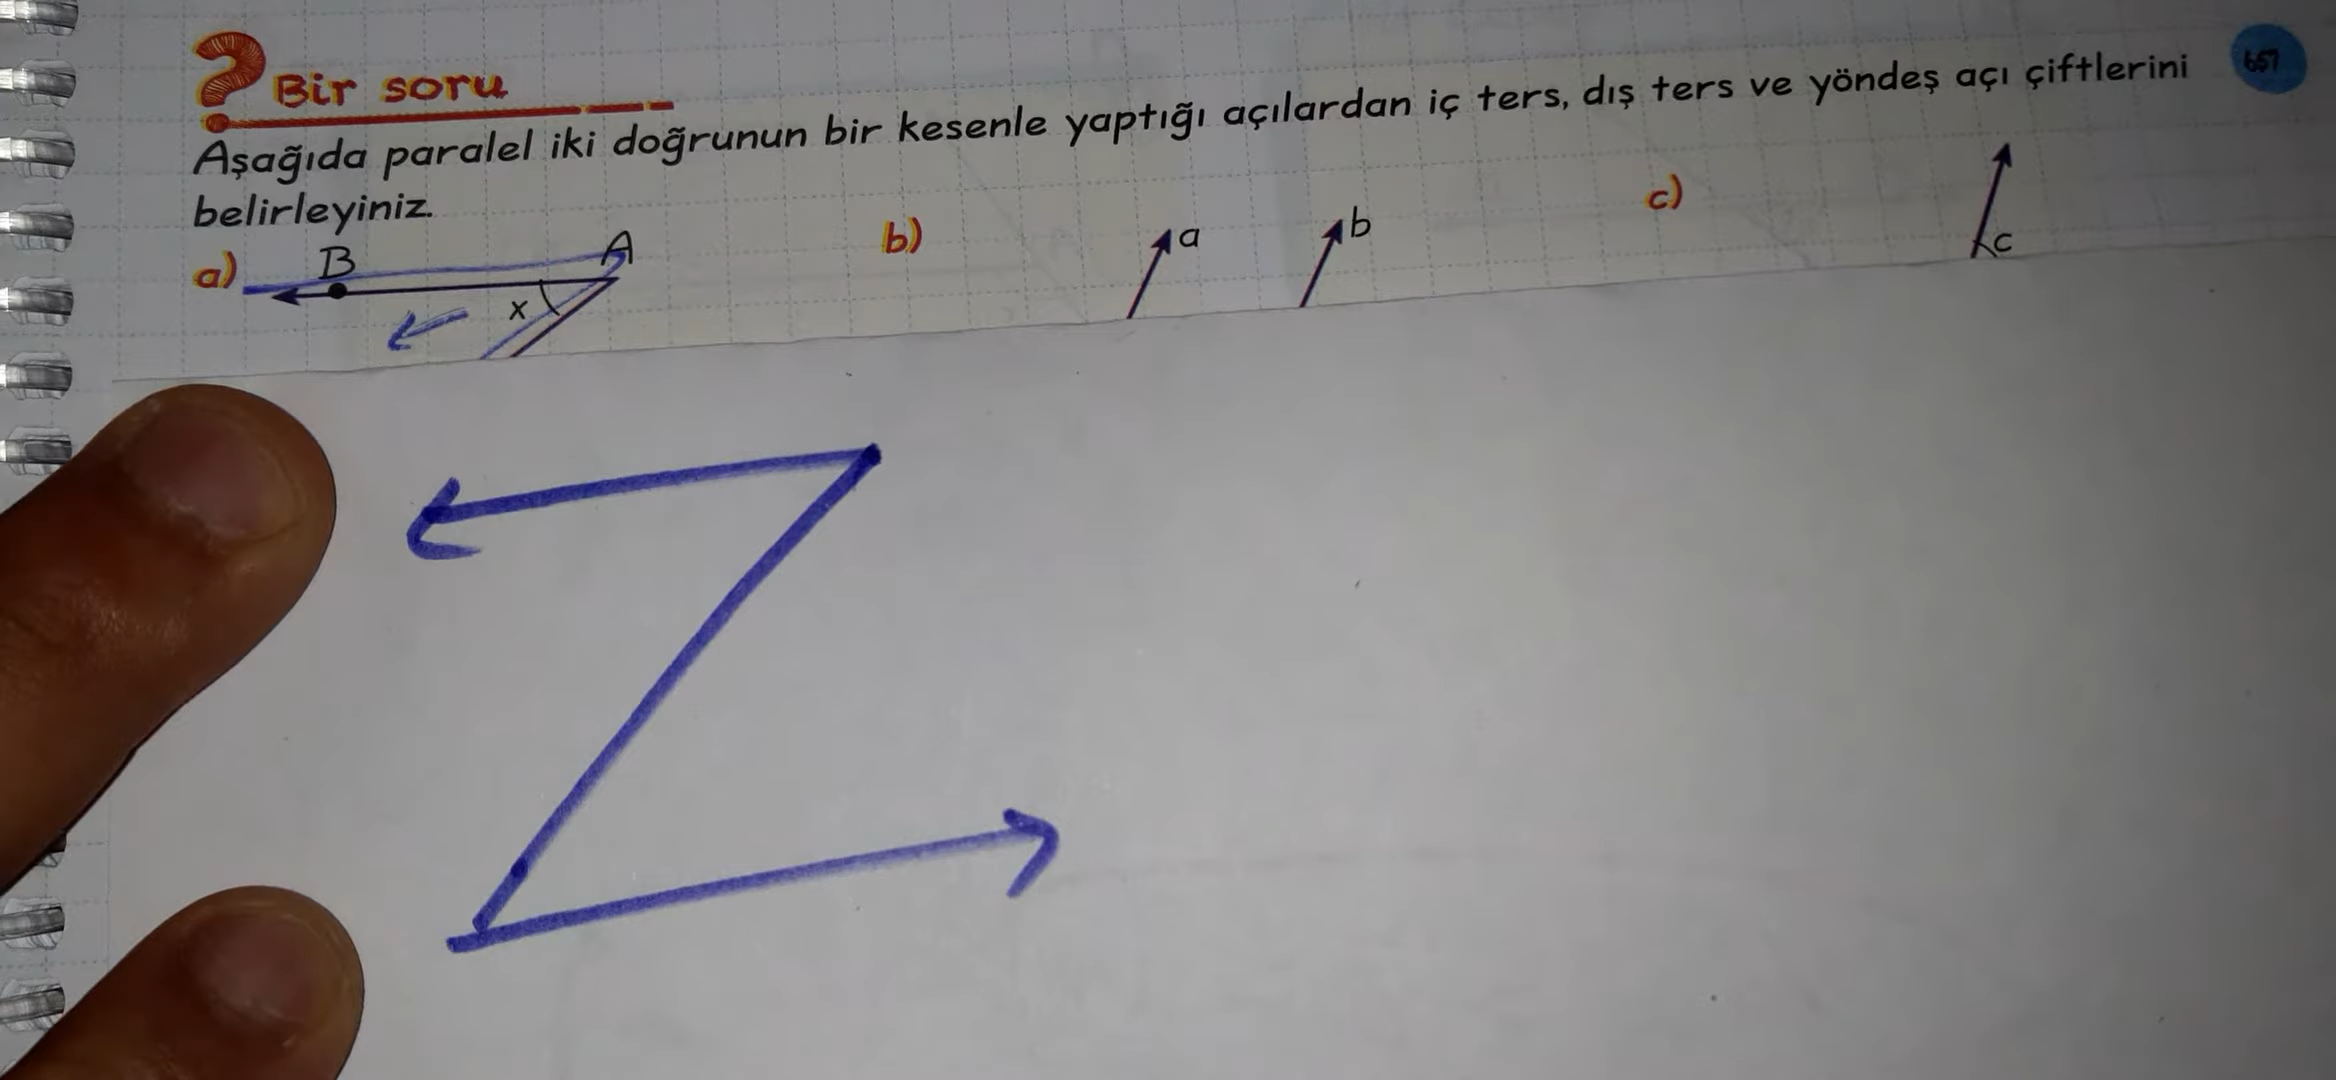 ? Bir soru
Aşağıda paralel iki doğrunun bir kesenle yaptığı açılardan iç ters, dış ters ve yöndeş açı çiftlerini
belirleyiniz.
657
a) B A
x
b) a b
c) c